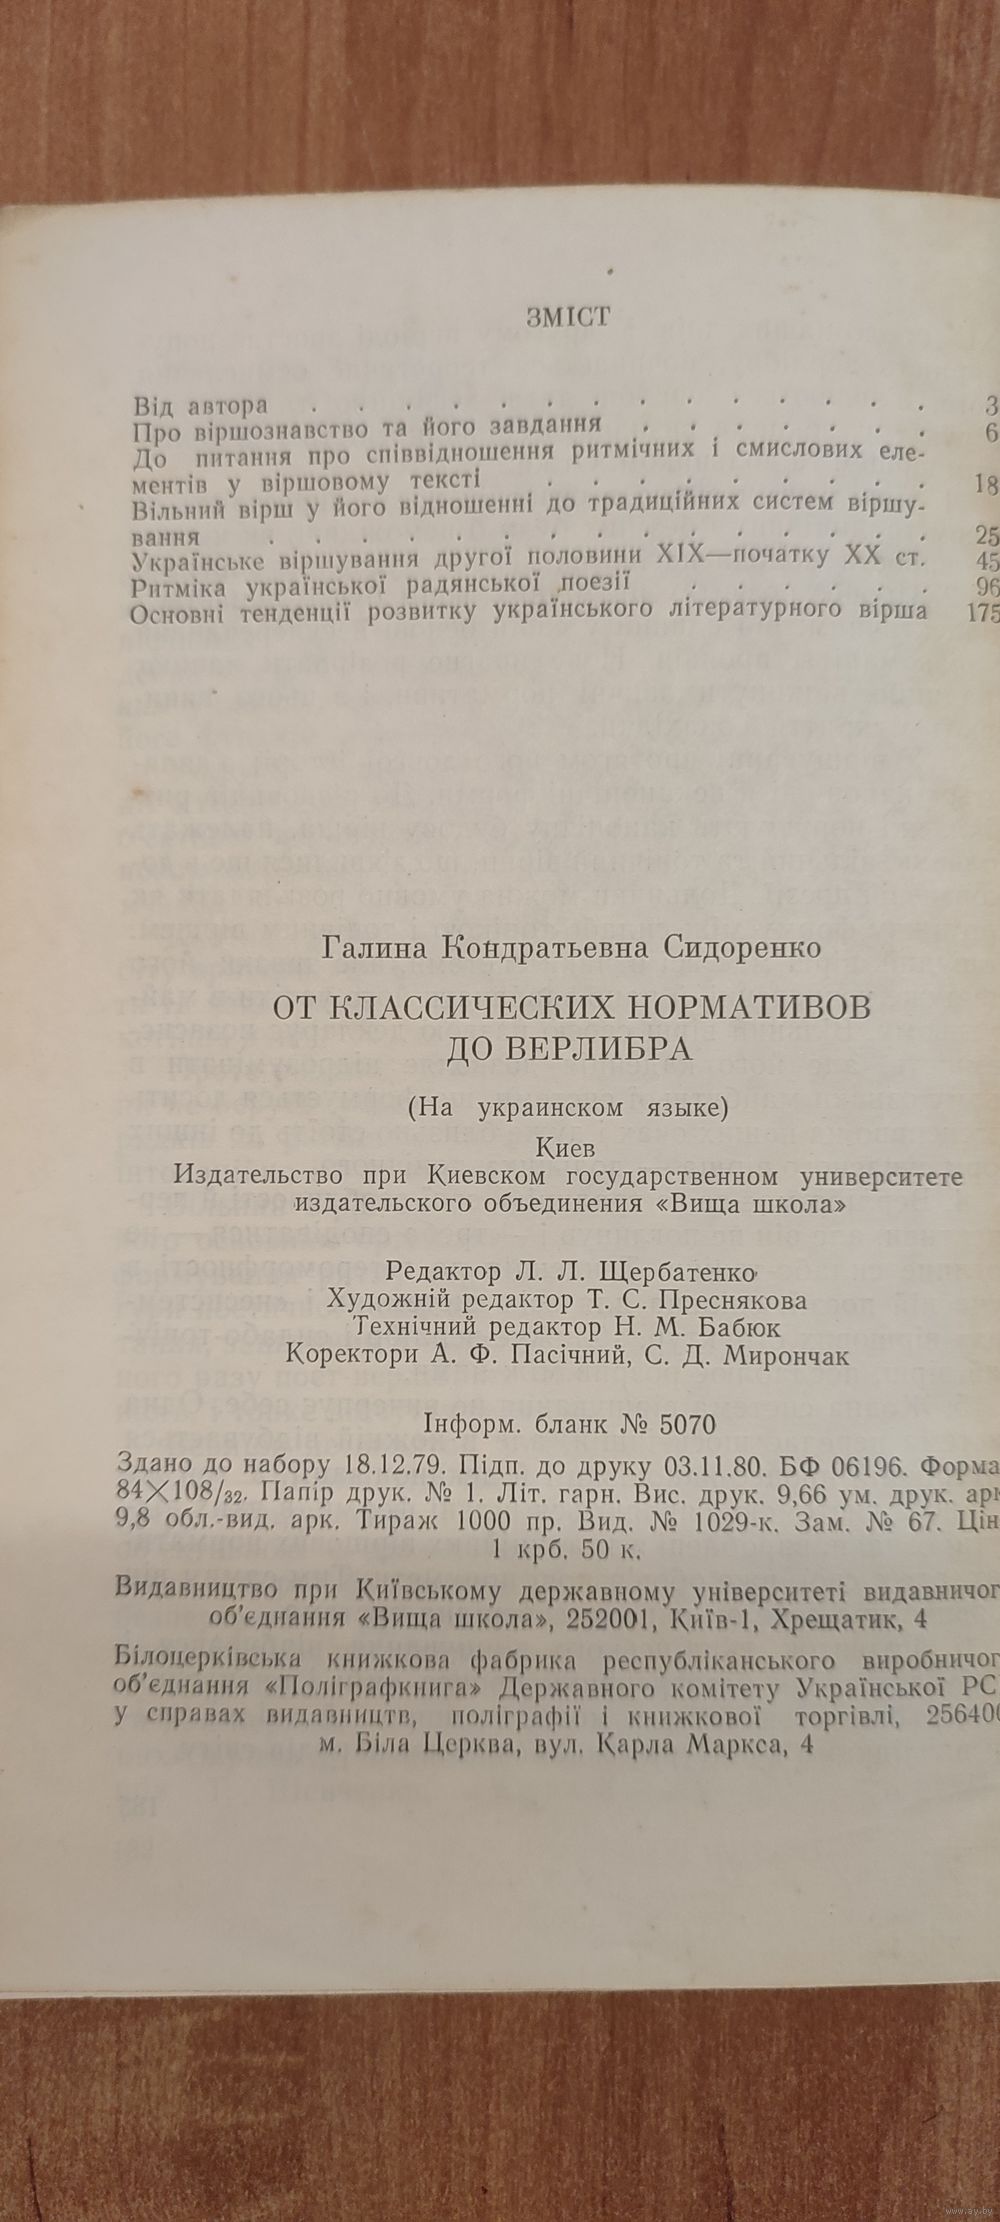 ЗМІСТ
Від автора . . . . . . . . . . . . . . 3
Про віршознавство та його завдання . . . . . . . 6
До питання про співвідношення ритмічних і смислових еле-
ментів у віршовому тексті . . . . . . . . . 18
Вільний вірш у його відношенні до традиційних систем віршу-
вання . . . . . . . . . . . . . . . 25
Українське віршування другої половини XIX—початку XX ст. 45
Ритміка української радянської поезії . . . . . . 96
Основні тенденції розвитку українського літературного вірша 175
Галина Кондратьевна Сидоренко
ОТ КЛАССИЧЕСКИХ НОРМАТИВОВ
ДО ВЕРЛИБРА
(На украинском языке)
Киев
Издательство при Киевском государственном университете
издательского объединения «Вища школа»
Редактор Л. Л. Щербатенко
Художній редактор Т. С. Преснякова
Технічний редактор Н. М. Бабюк
Коректори А. Ф. Пасічний, С. Д. Мирончак
Інформ. бланк № 5070
Здано до набору 18.12.79. Підп. до друку 03.11.80. БФ 06196. Форма
84×108/32. Папір друк. № 1. Літ. гарн. Вис. друк. 9,66 ум. друк. арк
9,8 обл.-вид. арк. Тираж 1000 пр. Вид. № 1029-к. Зам. № 67. Цін
1 крб. 50 к.
Видавництво при Київському державному університеті видавничог
об'єднання «Вища школа», 252001, Київ-1, Хрещатик, 4
Білоцерківська книжкова фабрика республіканського виробничог
об'єднання «Поліграфкнига» Державного комітету Української РС
у справах видавництв, поліграфії і книжкової торгівлі, 256400
м. Біла Церква, вул. Карла Маркса, 4
www.ay.by